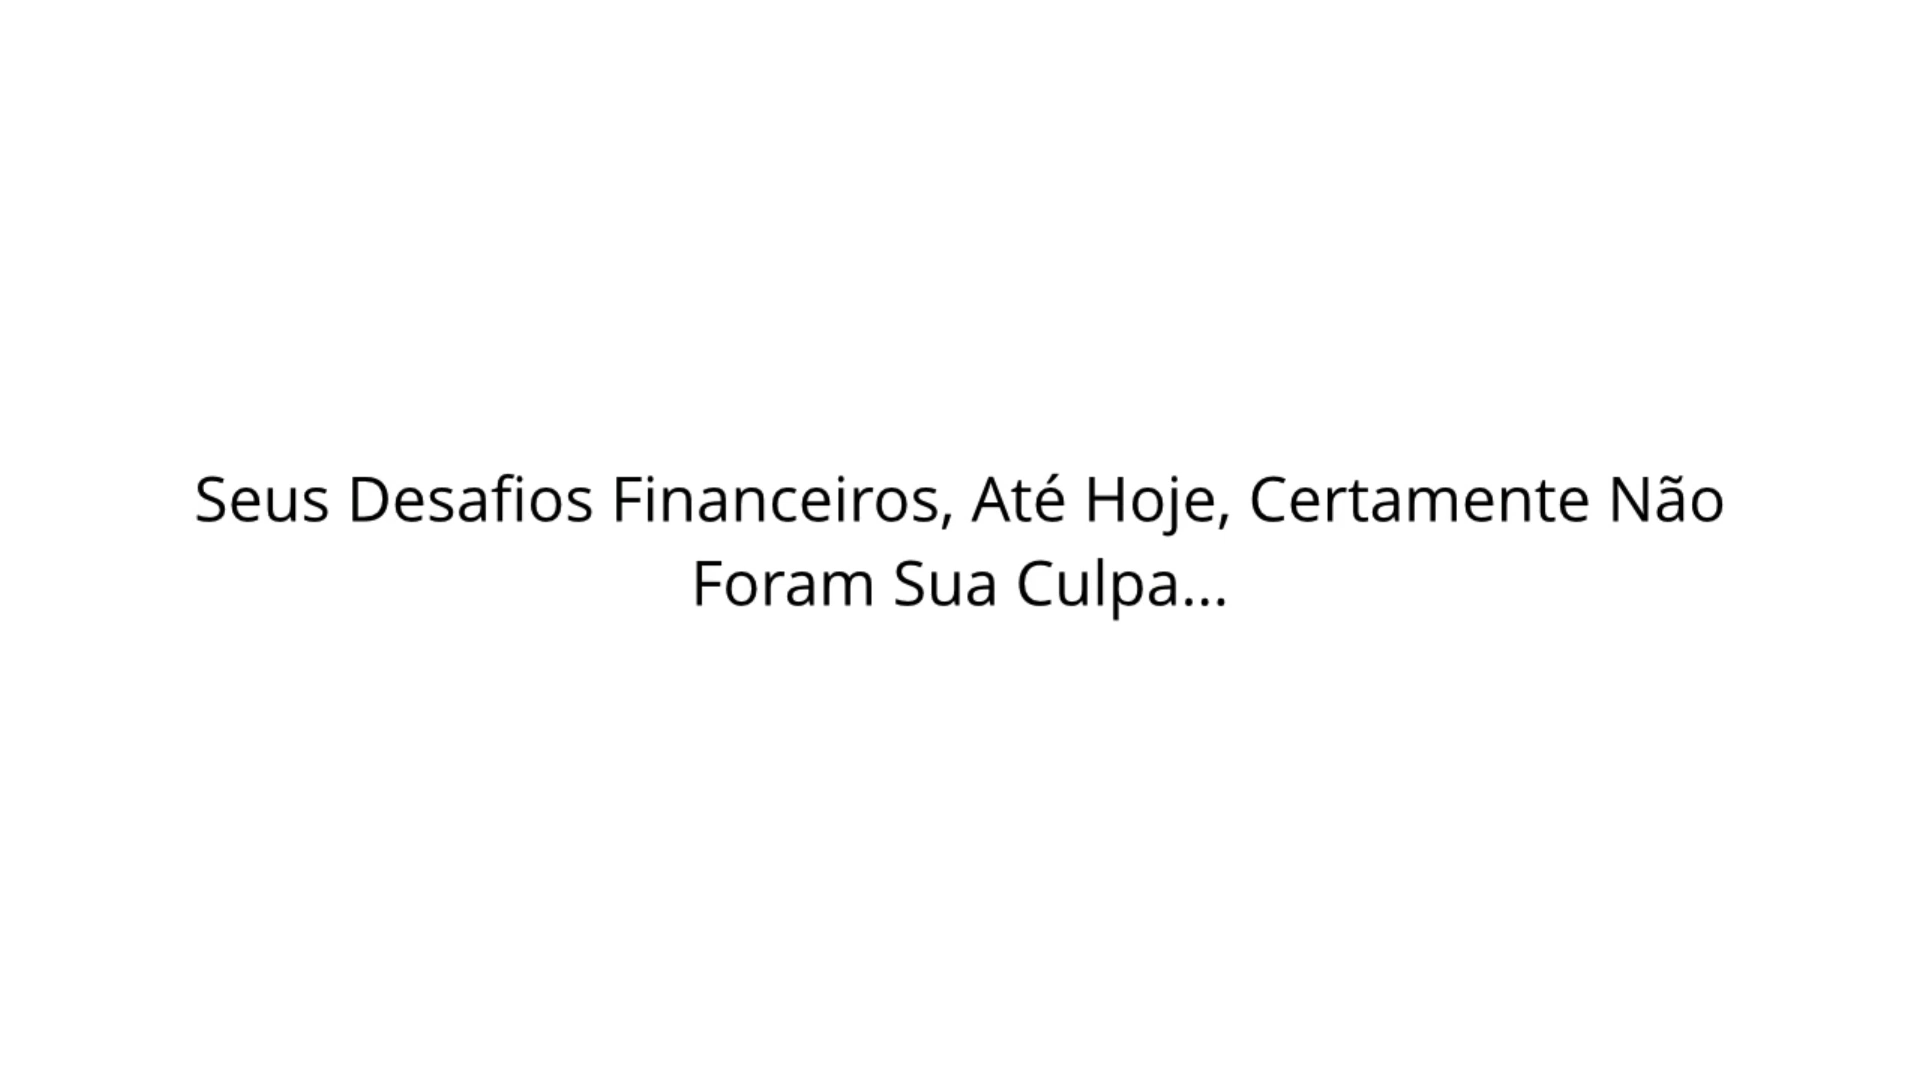 Seus Desafios Financeiros, Até Hoje, Certamente Não
Foram Sua Culpa...